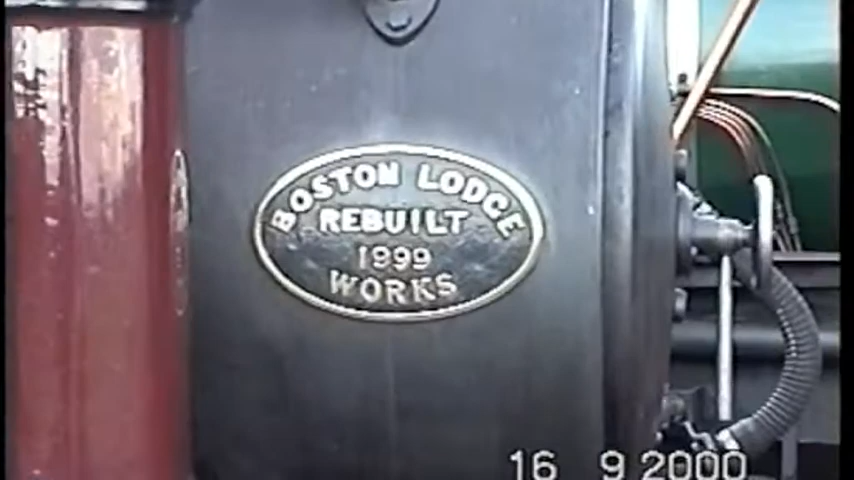 BOSTON LODGE
REBUILT
1999
WORKS
16 9 2000